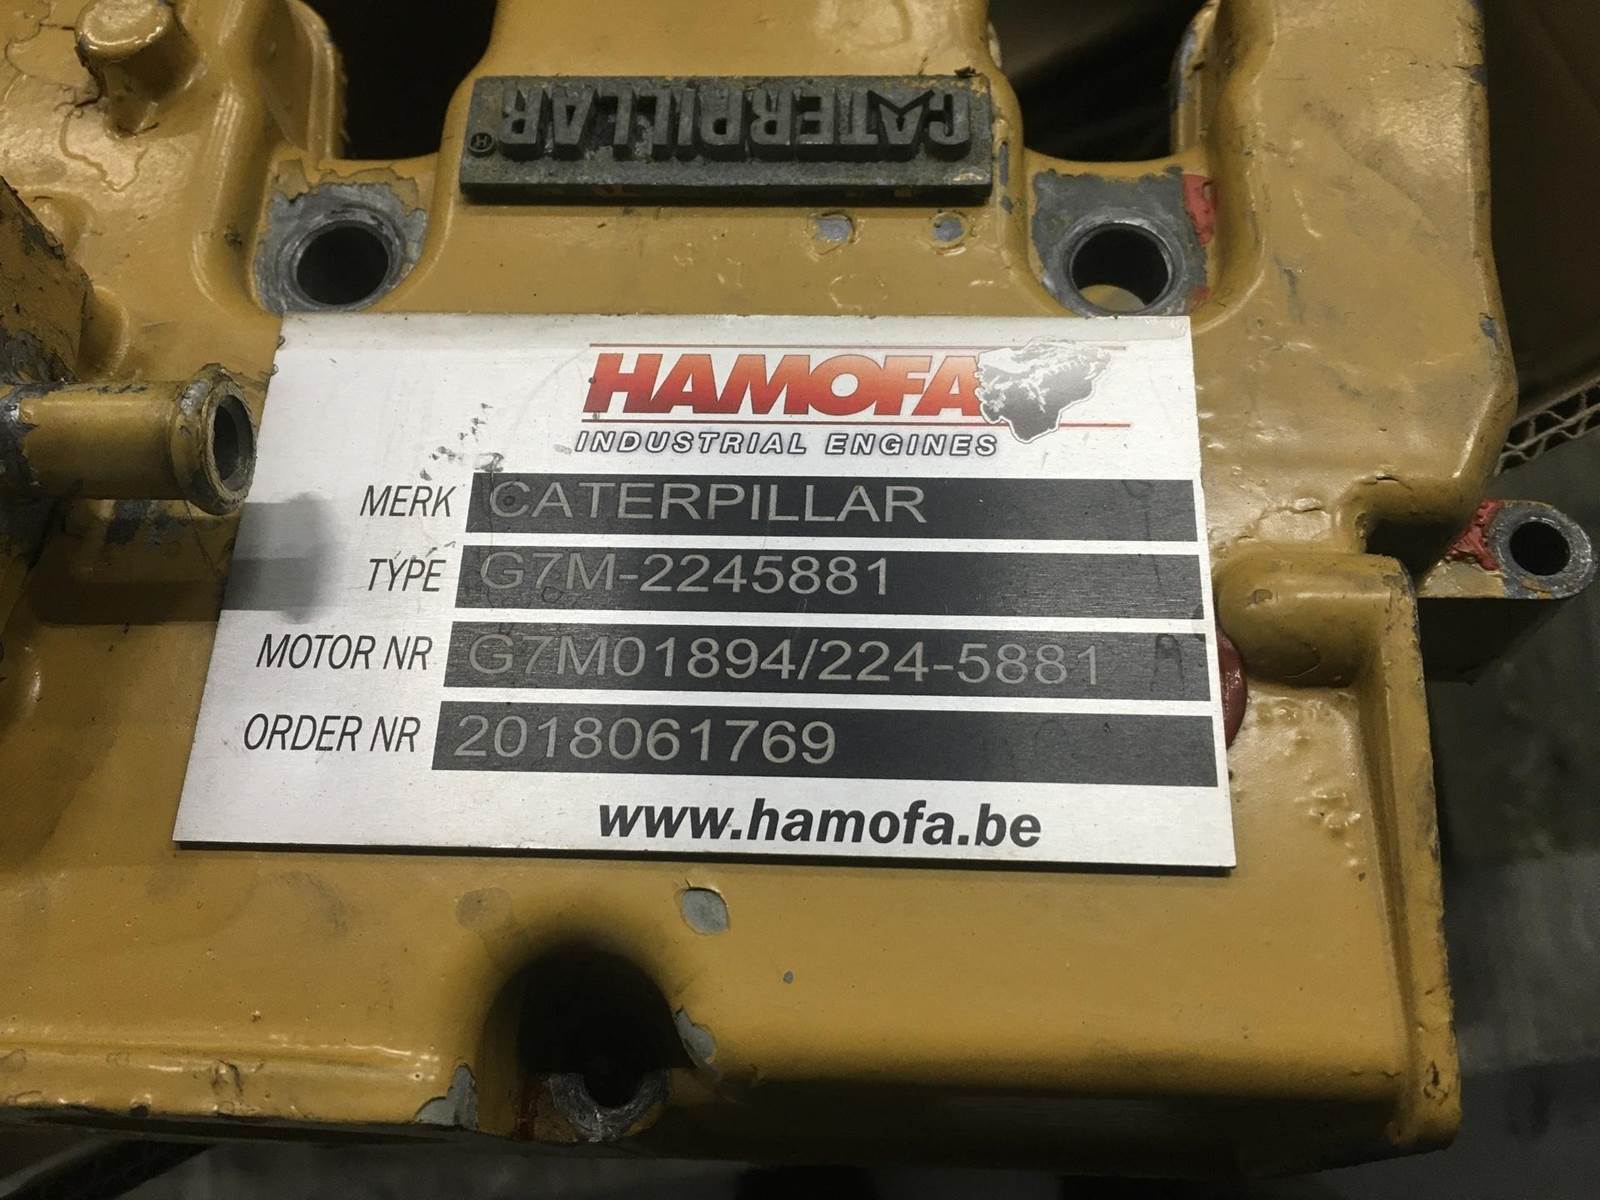 CATERPILLAR®
HAMOFA
INDUSTRIAL ENGINES
MERK CATERPILLAR
TYPE G7M-2245881
MOTOR NR G7M01894/224-5881
ORDER NR 2018061769
www.hamofa.be